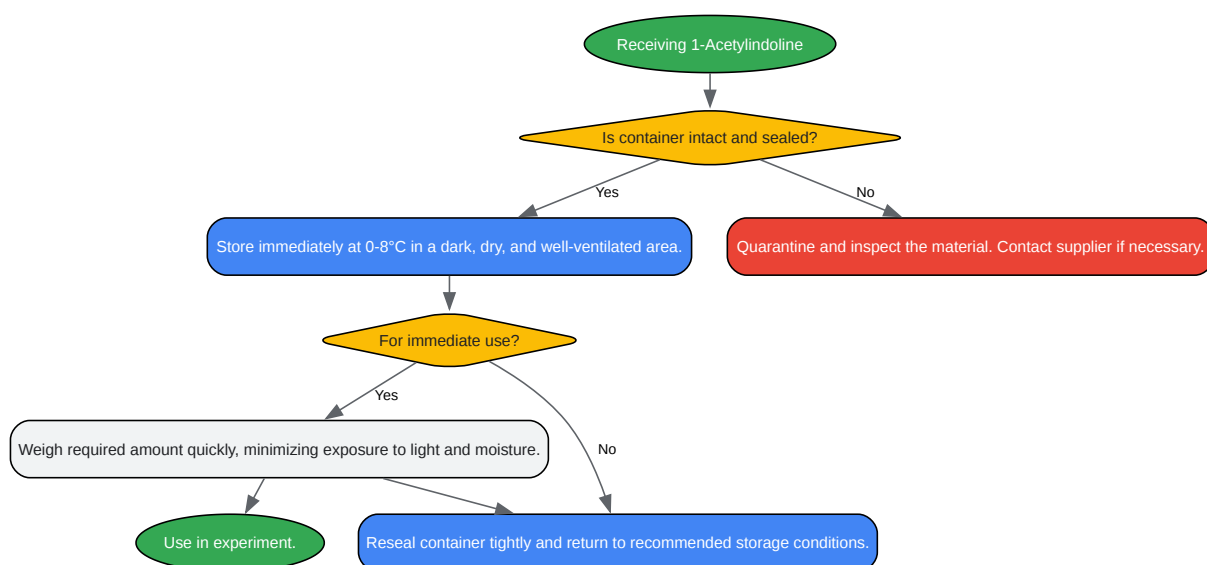 Receiving 1-Acetylindoline
Is container intact and sealed?
Yes
No
Store immediately at 0-8°C in a dark, dry, and well-ventilated area.
Quarantine and inspect the material. Contact supplier if necessary.
For immediate use?
Yes
Weigh required amount quickly, minimizing exposure to light and moisture.
No
Use in experiment.
Reseal container tightly and return to recommended storage conditions.